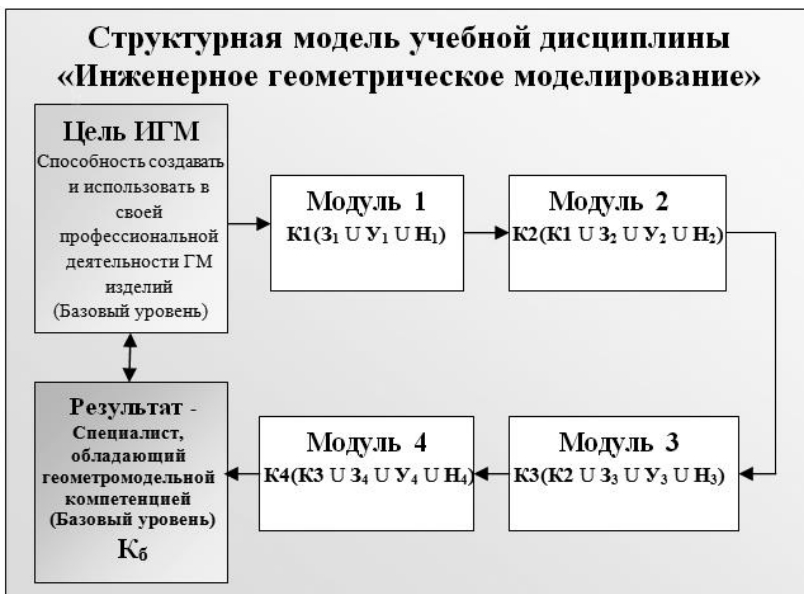 Структурная модель учебной дисциплины
«Инженерное геометрическое моделирование»
Цель ИГМ
Способность создавать
и использовать в
своей
профессиональной
деятельности ГМ
изделий
(Базовый уровень)
Модуль 1
К1(З₁ U У₁ U Н₁)
Модуль 2
К2(К1 U З₂ U У₂ U Н₂)
Модуль 3
К3(К2 U З₃ U У₃ U Н₃)
Модуль 4
К4(К3 U З₄ U У₄ U Н₄)
Результат -
Специалист,
обладающий
геометромодельной
компетенцией
(Базовый уровень)
Кб